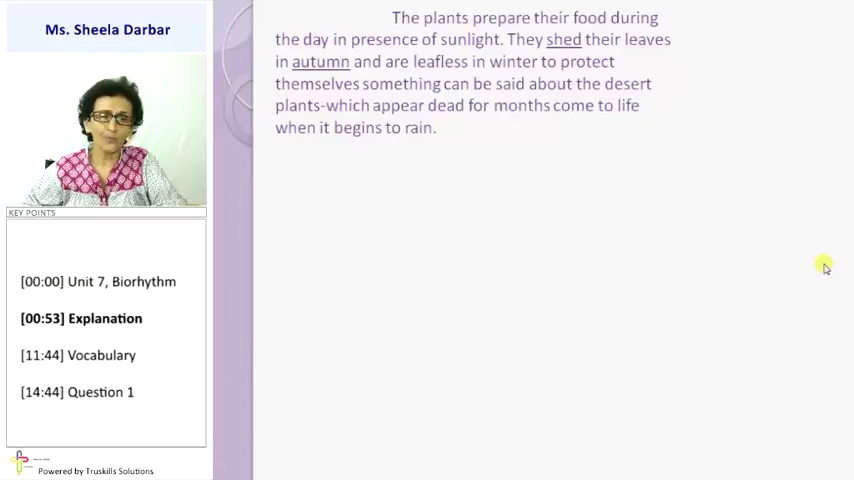 Ms. Sheela Darbar
The plants prepare their food during
the day in presence of sunlight. They shed their leaves
in autumn and are leafless in winter to protect
themselves something can be said about the desert
plants-which appear dead for months come to life
when it begins to rain.
KEY POINTS
[00:00] Unit 7, Biorhythm
[00:53] Explanation
[11:44] Vocabulary
[14:44] Question 1
Powered by Truskills Solutions